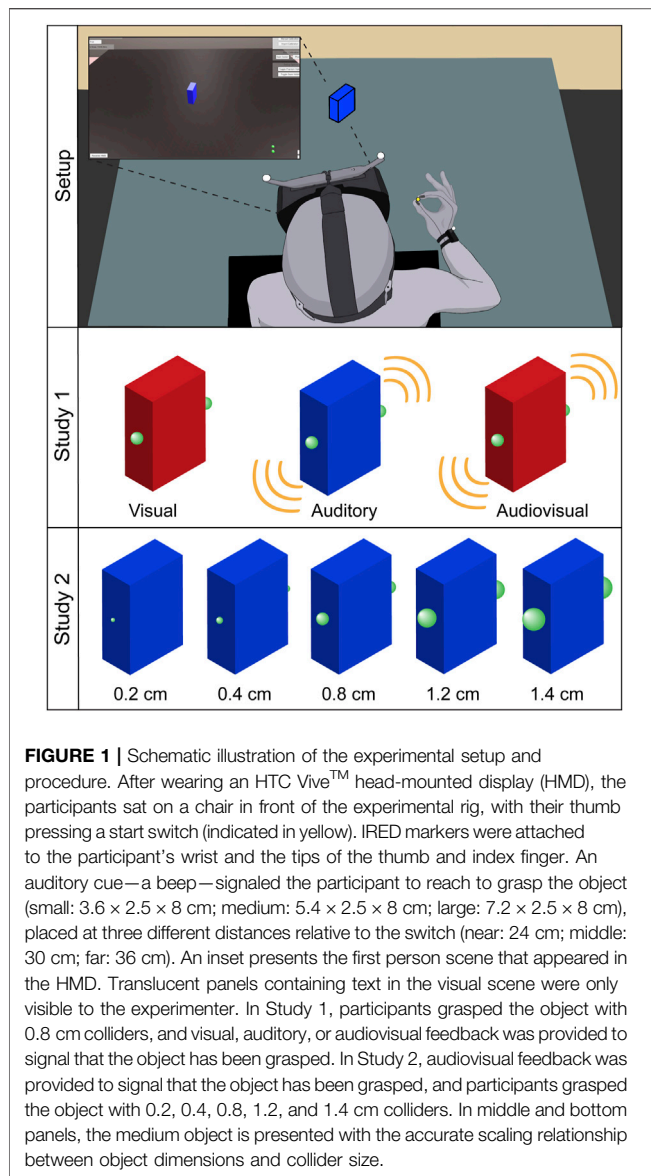 Setup
Study 1
Visual
Auditory
Audiovisual
Study 2
0.2 cm
0.4 cm
0.8 cm
1.2 cm
1.4 cm
FIGURE 1 | Schematic illustration of the experimental setup and
procedure. After wearing an HTC Vive™ head-mounted display (HMD), the
participants sat on a chair in front of the experimental rig, with their thumb
pressing a start switch (indicated in yellow). IRED markers were attached
to the participant's wrist and the tips of the thumb and index finger. An
auditory cue—a beep—signaled the participant to reach to grasp the object
(small: 3.6 × 2.5 × 8 cm; medium: 5.4 × 2.5 × 8 cm; large: 7.2 × 2.5 × 8 cm),
placed at three different distances relative to the switch (near: 24 cm; middle:
30 cm; far: 36 cm). An inset presents the first person scene that appeared in
the HMD. Translucent panels containing text in the visual scene were only
visible to the experimenter. In Study 1, participants grasped the object with
0.8 cm colliders, and visual, auditory, or audiovisual feedback was provided to
signal that the object has been grasped. In Study 2, audiovisual feedback was
provided to signal that the object has been grasped, and participants grasped
the object with 0.2, 0.4, 0.8, 1.2, and 1.4 cm colliders. In middle and bottom
panels, the medium object is presented with the accurate scaling relationship
between object dimensions and collider size.